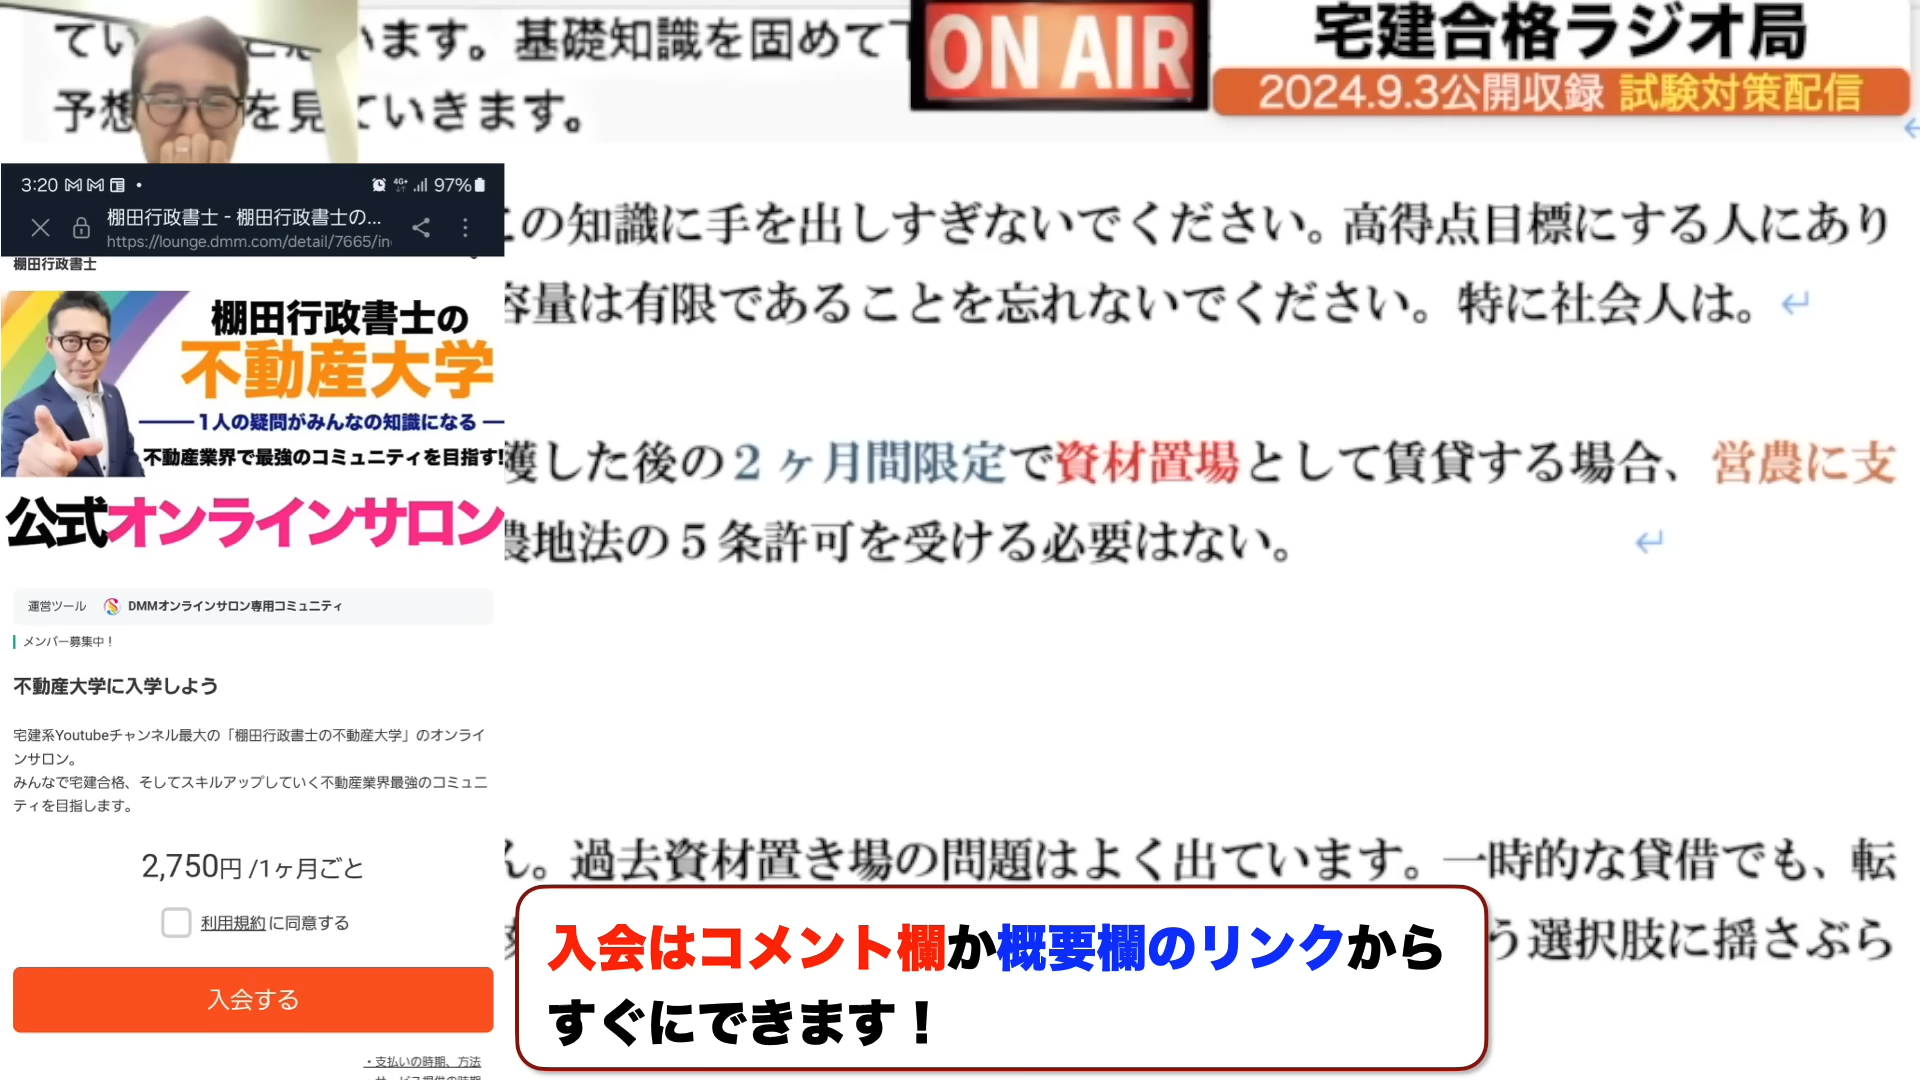 ています。基礎知識を固めて
予想を見ていきます。
ON AIR
宅建合格ラジオ局
2024.9.3公開収録 試験対策配信
3:20
4G+
97%
棚田行政書士 - 棚田行政書士の...
https://lounge.dmm.com/detail/7665/in
棚田行政書士
棚田行政書士の
不動産大学
1人の疑問がみんなの知識になる
不動産業界で最強のコミュニティを目指す!
公式オンラインサロン
運営ツール
DMMオンラインサロン専用コミュニティ
メンバー募集中！
不動産大学に入学しよう
宅建系Youtubeチャンネル最大の「棚田行政書士の不動産大学」のオンライ
ンサロン。
みんなで宅建合格、そしてスキルアップしていく不動産業界最強のコミュニ
ティを目指します。
2,750円 /1ヶ月ごと
利用規約に同意する
入会する
・支払いの時期、方法
この知識に手を出しすぎないでください。高得点目標にする人にあり
容量は有限であることを忘れないでください。特に社会人は。
穫した後の２ヶ月間限定で資材置場として賃貸する場合、営農に支
農地法の５条許可を受ける必要はない。
ん。過去資材置き場の問題はよく出ています。一時的な貸借でも、転
う選択肢に揺さぶら
入会はコメント欄か概要欄のリンクから
すぐにできます！